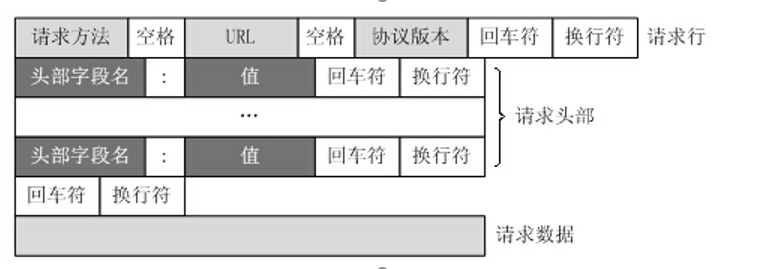 请求方法 空格 URL 空格 协议版本 回车符 换行符 请求行
头部字段名 : 值 回车符 换行符
… 请求头部
头部字段名 : 值 回车符 换行符
回车符 换行符
请求数据